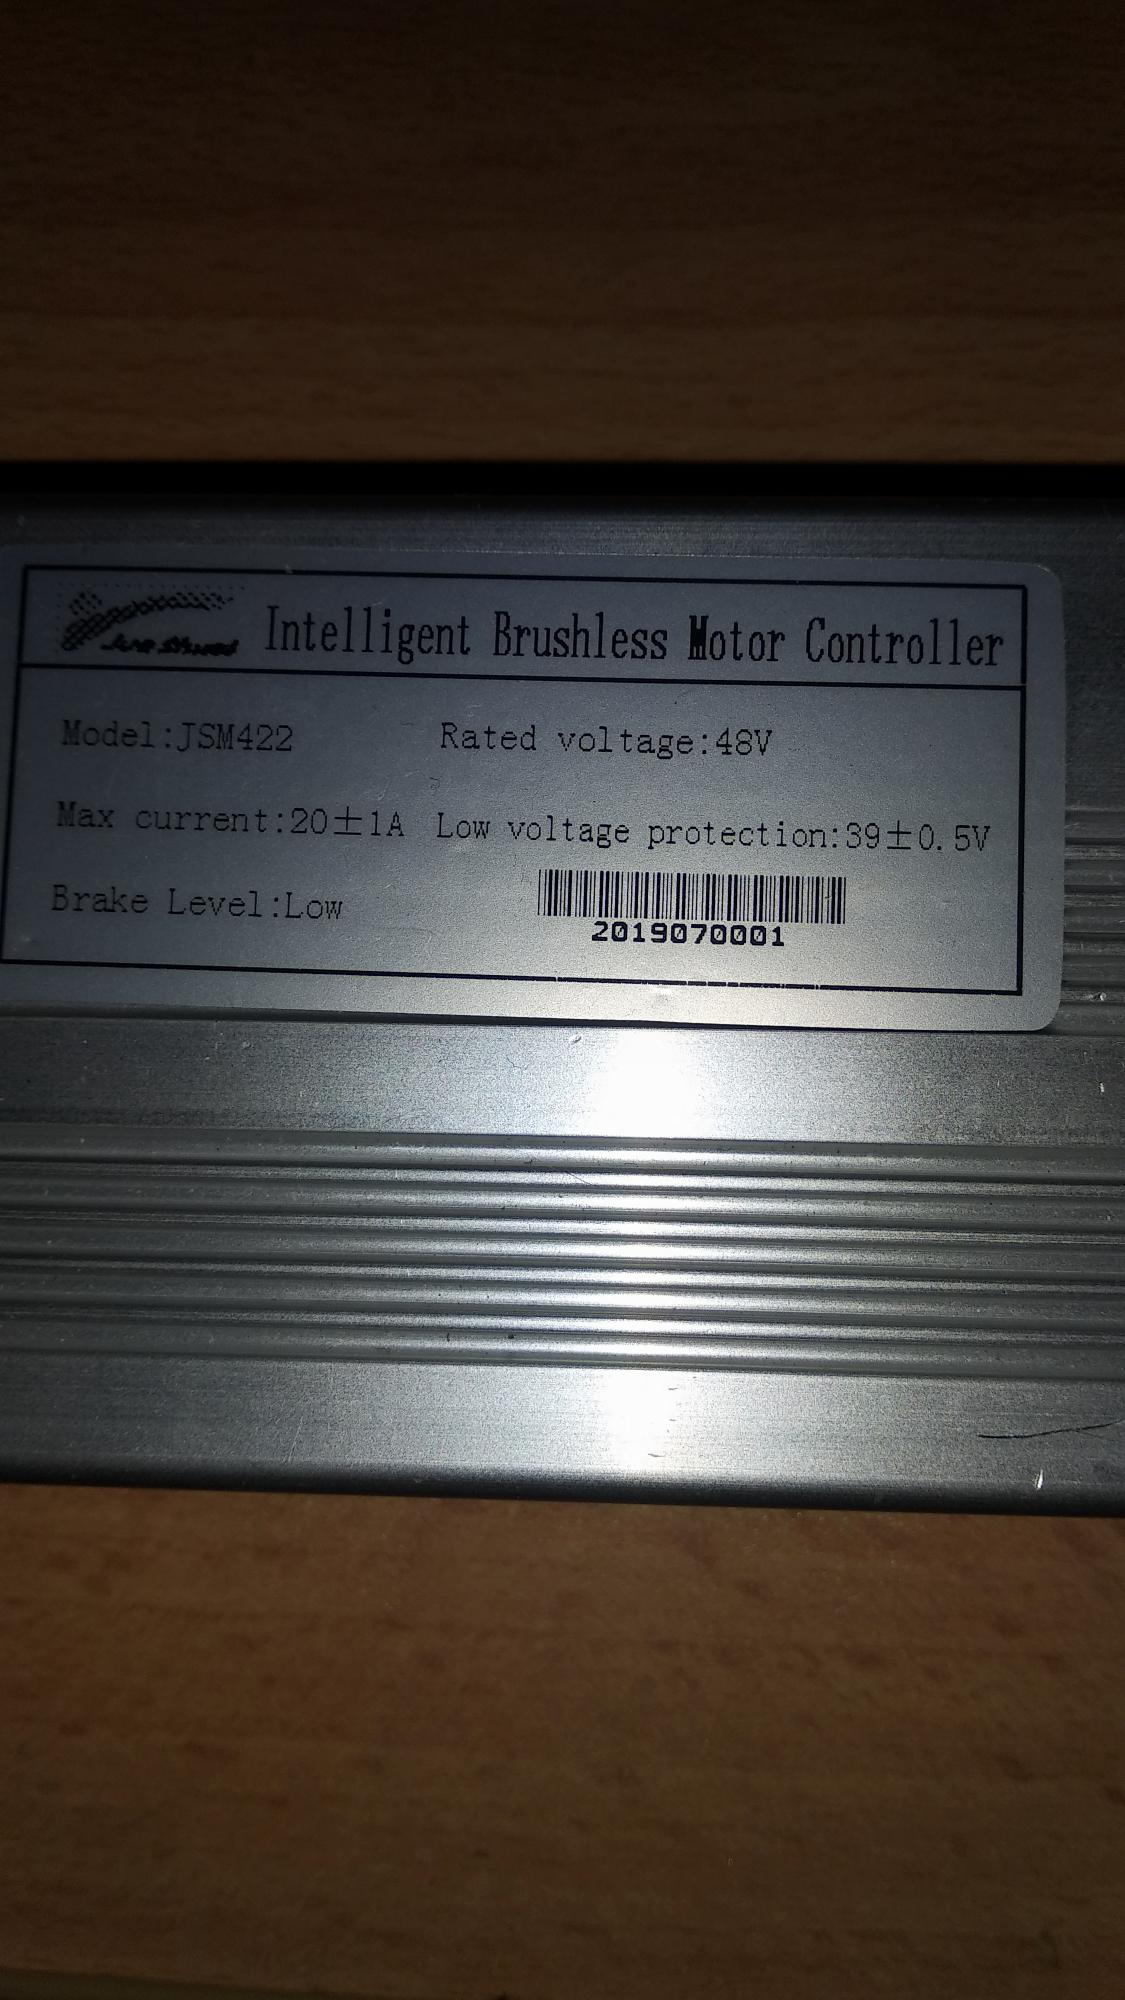 Intelligent Brushless Motor Controller
Model:JSM422 Rated voltage:48V
Max current:20±1A Low voltage protection:39±0.5V
Brake Level:Low
2019070001